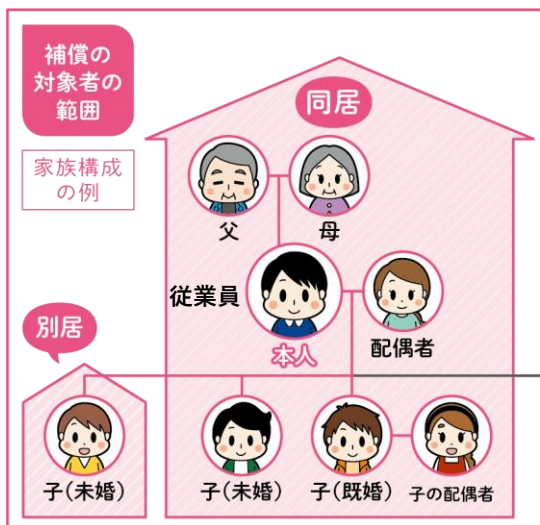 補償の
対象者の
範囲
家族構成
の例
同居
父
母
従業員
本人
配偶者
別居
子(未婚)
子(未婚)
子(既婚)
子の配偶者